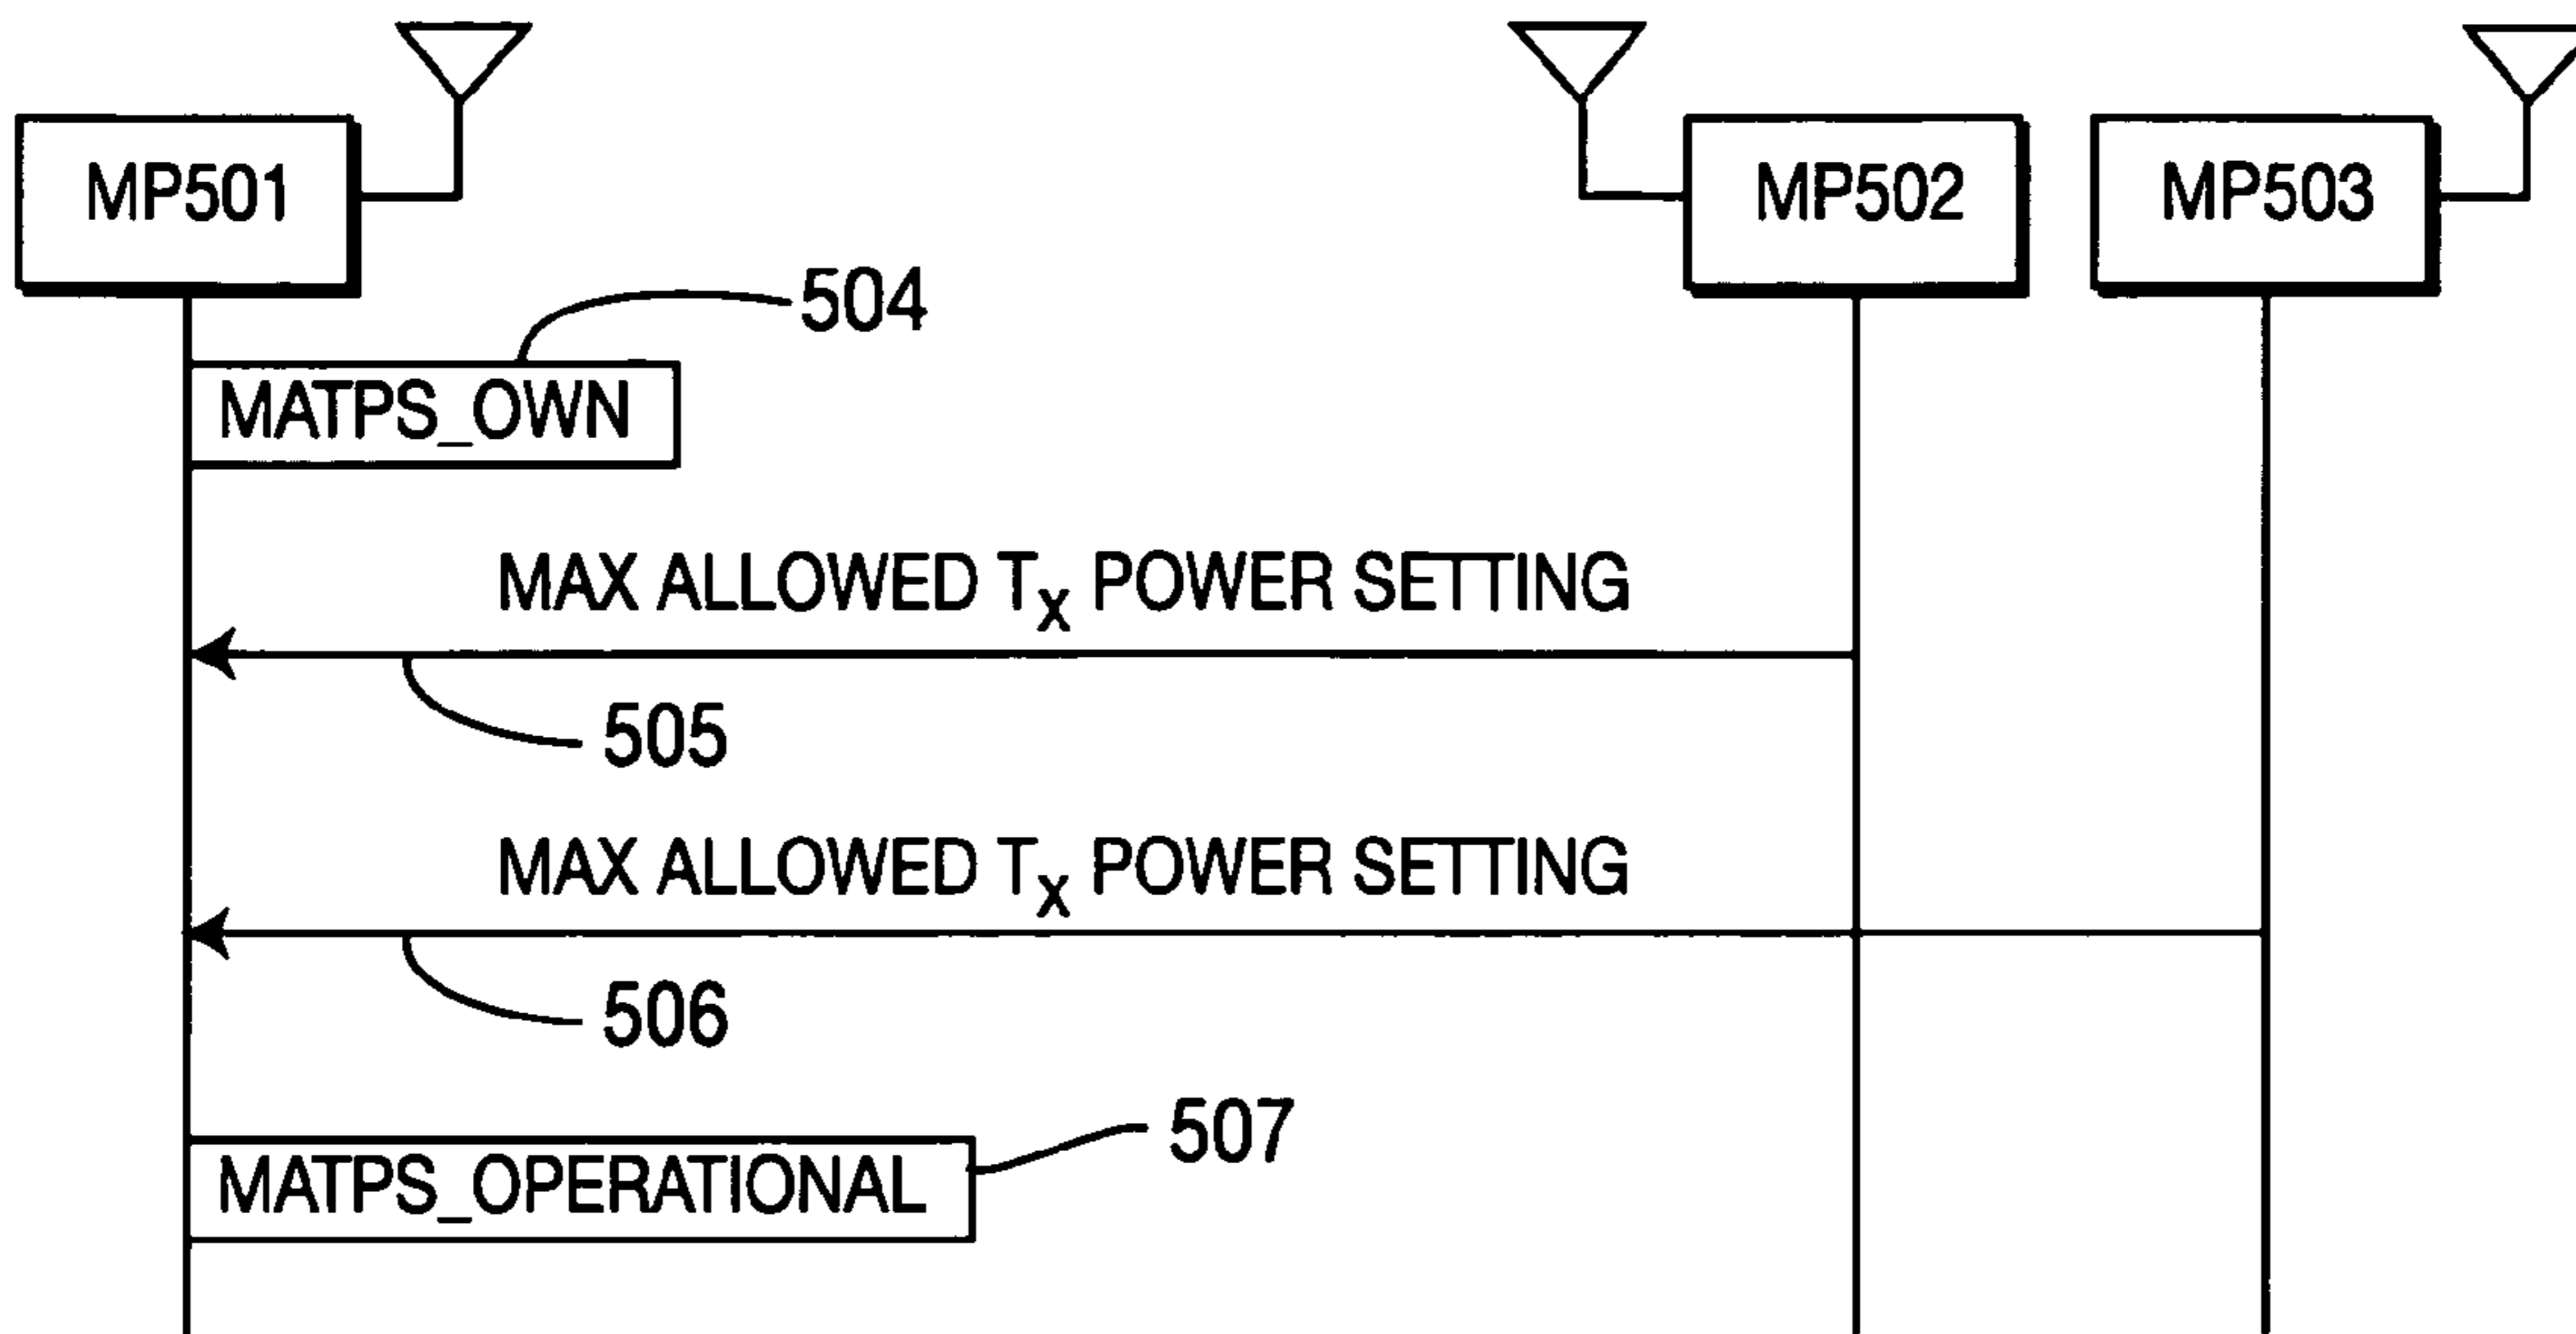 MP501
MP502
MP503
504
MATPS_OWN
MAX ALLOWED Tx POWER SETTING
505
MAX ALLOWED Tx POWER SETTING
506
507
MATPS_OPERATIONAL